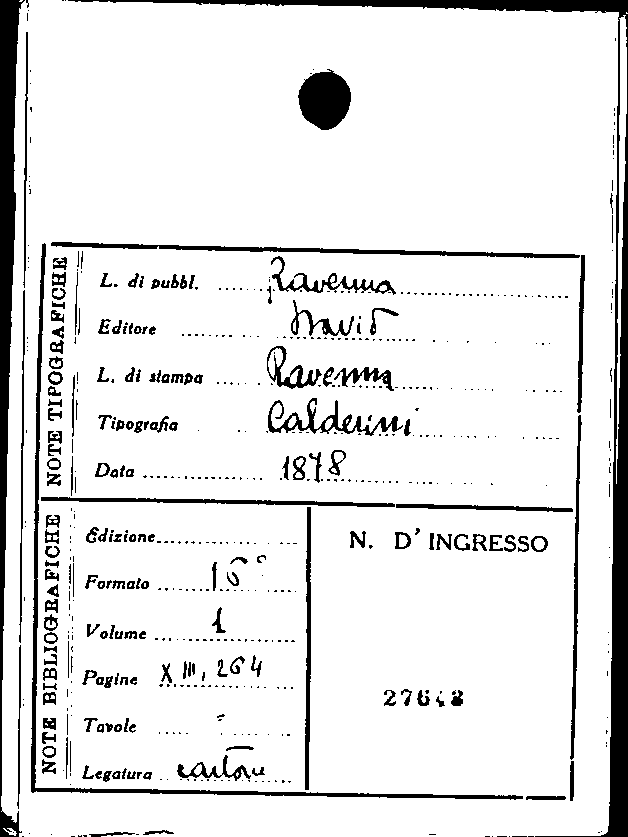 NOTE TIPOGRAFICHE
L. di pubbl. Ravenna
Editore David
L. di stampa Ravenna
Tipografia Calderini
Data 1878
NOTE BIBLIOGRAFICHE
Edizione
Formato 16°
Volume 1
Pagine XIII, 264
Tavole -
Legatura cartone
N. D'INGRESSO